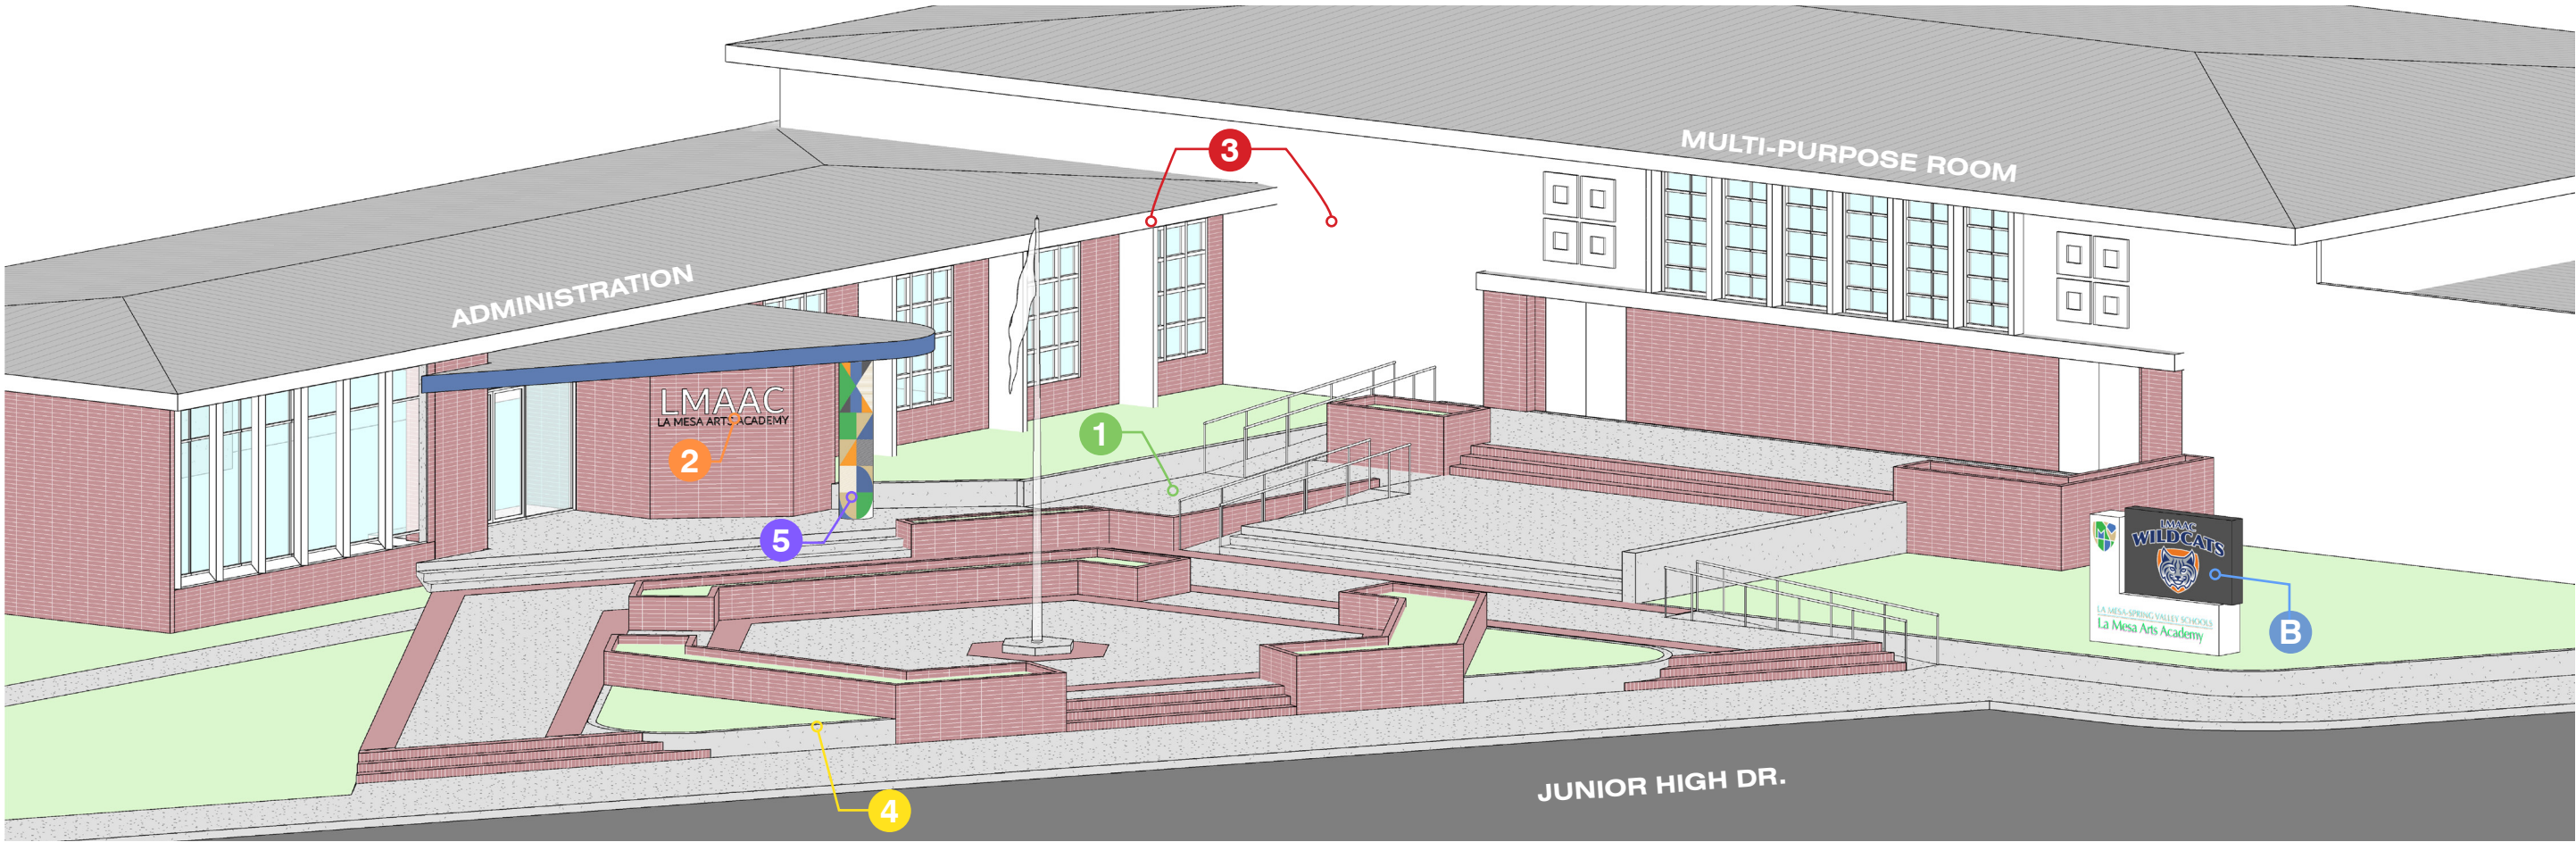 MULTI-PURPOSE ROOM
3
ADMINISTRATION
LMAAC
LA MESA ARTS ACADEMY
2
1
5
LMAAC
WILDCATS
M
LA MESA-SPRING VALLEY SCHOOLS
La Mesa Arts Academy
B
4
JUNIOR HIGH DR.